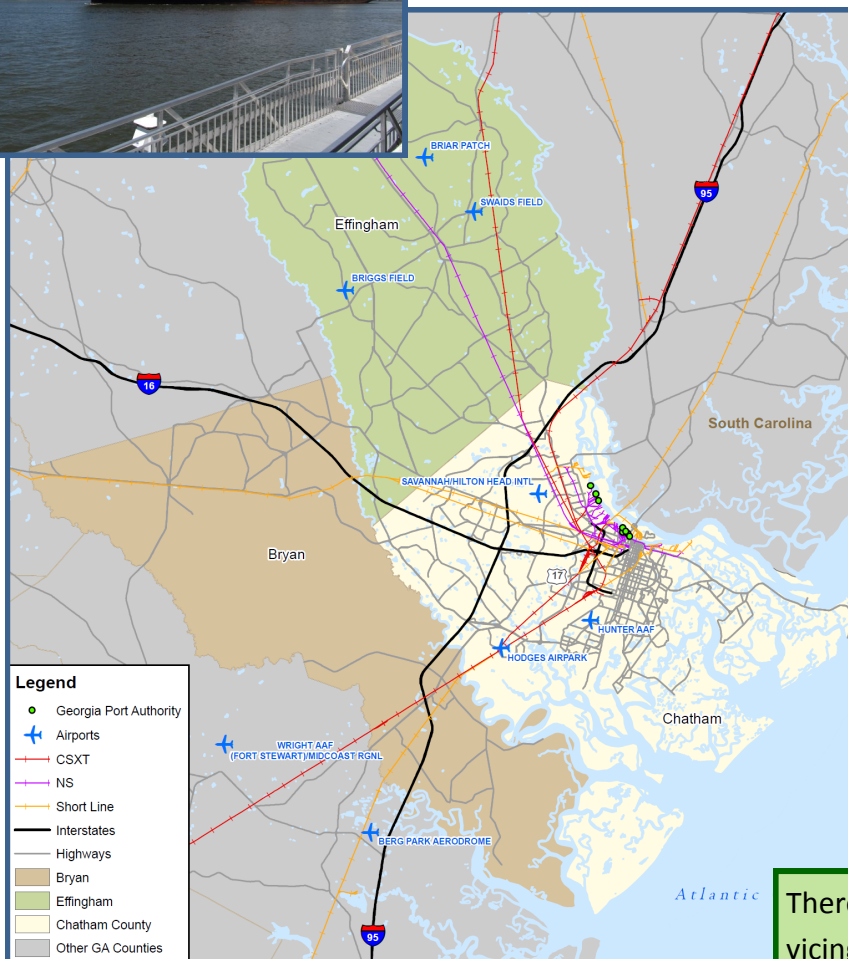 BRIAR PATCH
95
SWAIDS FIELD
Effingham
BRIGGS FIELD
16
South Carolina
SAVANNAH/HILTON HEAD INTL
Bryan
17
HUNTER AAF
HODGES AIRPARK
Chatham
WRIGHT AAF
(FORT STEWART)/MIDCOAST RGNL
BERG PARK AERODROME
Atlantic
95
Legend
Georgia Port Authority
Airports
CSXT
NS
Short Line
Interstates
Highways
Bryan
Effingham
Chatham County
Other GA Counties
There
vicing